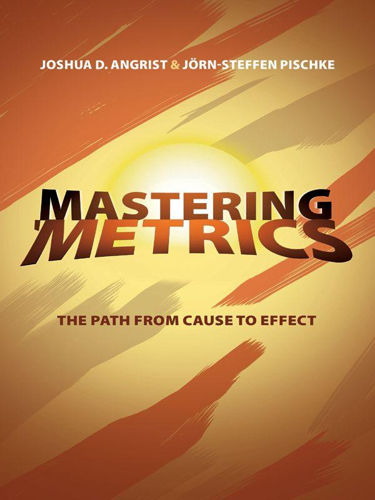 JOSHUA D. ANGRIST & JÖRN-STEFFEN PISCHKE
MASTERING
'METRICS
THE PATH FROM CAUSE TO EFFECT